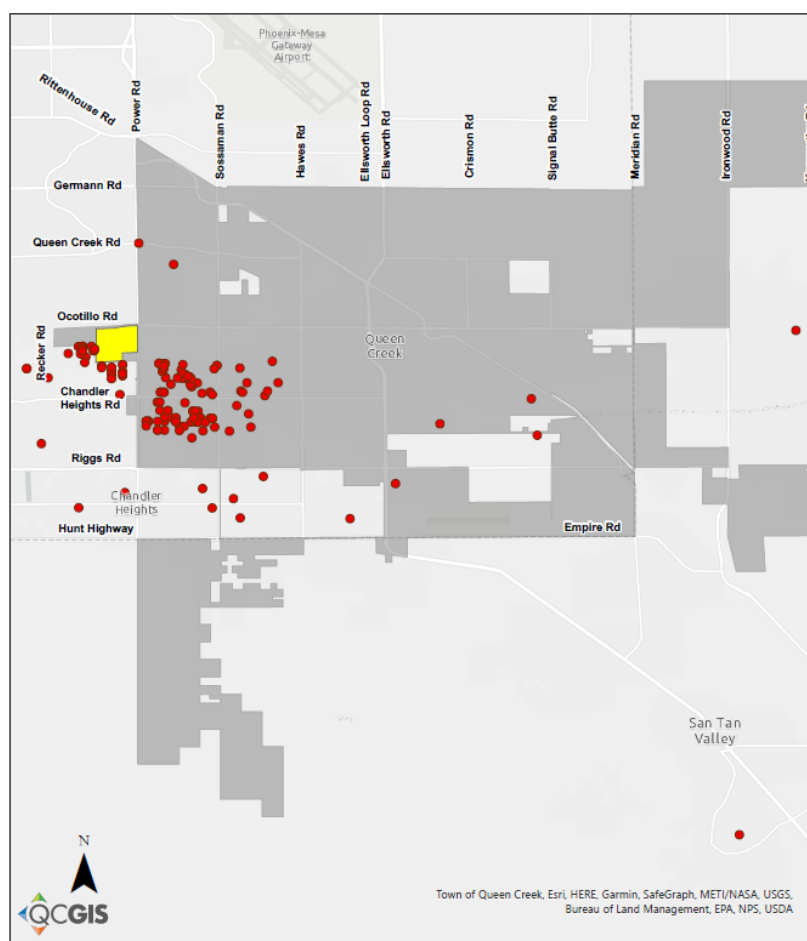 Phoenix-Mesa
Gateway
Airport
Rittenhouse Rd
Power Rd
Sossaman Rd
Hawes Rd
Ellsworth Loop Rd
Ellsworth Rd
Crismon Rd
Signal Butte Rd
Meridian Rd
Ironwood Rd
Germann Rd
Queen Creek Rd
Ocotillo Rd
Recker Rd
Queen
Creek
Chandler
Heights Rd
Riggs Rd
Chandler
Heights
Hunt Highway
Empire Rd
San Tan
Valley
N
QCGIS
Town of Queen Creek, Esri, HERE, Garmin, SafeGraph, METI/NASA, USGS,
Bureau of Land Management, EPA, NPS, USDA